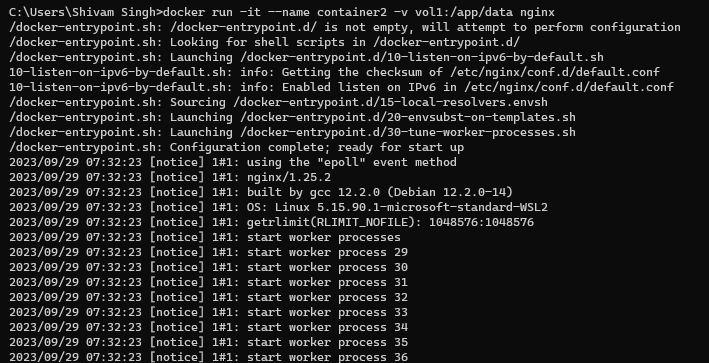 C:\Users\Shivam Singh>docker run -it --name container2 -v vol1:/app/data nginx
/docker-entrypoint.sh: /docker-entrypoint.d/ is not empty, will attempt to perform configuration
/docker-entrypoint.sh: Looking for shell scripts in /docker-entrypoint.d/
/docker-entrypoint.sh: Launching /docker-entrypoint.d/10-listen-on-ipv6-by-default.sh
10-listen-on-ipv6-by-default.sh: info: Getting the checksum of /etc/nginx/conf.d/default.conf
10-listen-on-ipv6-by-default.sh: info: Enabled listen on IPv6 in /etc/nginx/conf.d/default.conf
/docker-entrypoint.sh: Sourcing /docker-entrypoint.d/15-local-resolvers.envsh
/docker-entrypoint.sh: Launching /docker-entrypoint.d/20-envsubst-on-templates.sh
/docker-entrypoint.sh: Launching /docker-entrypoint.d/30-tune-worker-processes.sh
/docker-entrypoint.sh: Configuration complete; ready for start up
2023/09/29 07:32:23 [notice] 1#1: using the "epoll" event method
2023/09/29 07:32:23 [notice] 1#1: nginx/1.25.2
2023/09/29 07:32:23 [notice] 1#1: built by gcc 12.2.0 (Debian 12.2.0-14)
2023/09/29 07:32:23 [notice] 1#1: OS: Linux 5.15.90.1-microsoft-standard-WSL2
2023/09/29 07:32:23 [notice] 1#1: getrlimit(RLIMIT_NOFILE): 1048576:1048576
2023/09/29 07:32:23 [notice] 1#1: start worker processes
2023/09/29 07:32:23 [notice] 1#1: start worker process 29
2023/09/29 07:32:23 [notice] 1#1: start worker process 30
2023/09/29 07:32:23 [notice] 1#1: start worker process 31
2023/09/29 07:32:23 [notice] 1#1: start worker process 32
2023/09/29 07:32:23 [notice] 1#1: start worker process 33
2023/09/29 07:32:23 [notice] 1#1: start worker process 34
2023/09/29 07:32:23 [notice] 1#1: start worker process 35
2023/09/29 07:32:23 [notice] 1#1: start worker process 36